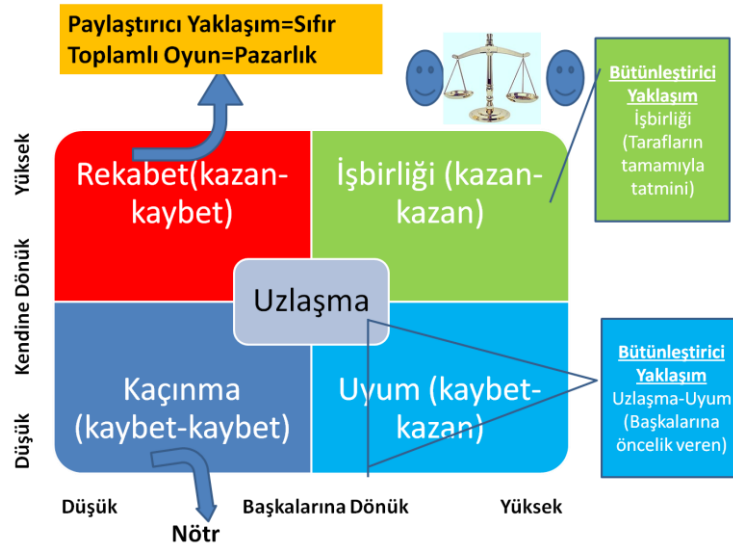 Paylaştırıcı Yaklaşım=Sıfır
Toplamlı Oyun=Pazarlık
Bütünleştirici
Yaklaşım
İşbirliği
(Tarafların
tamamıyla
tatmini)
Yüksek
Rekabet(kazan-
kaybet)
İşbirliği (kazan-
kazan)
Kendine Dönük
Uzlaşma
Düşük
Kaçınma
(kaybet-kaybet)
Uyum (kaybet-
kazan)
Bütünleştirici
Yaklaşım
Uzlaşma-Uyum
(Başkalarına
öncelik veren)
Düşük
Başkalarına Dönük
Yüksek
Nötr